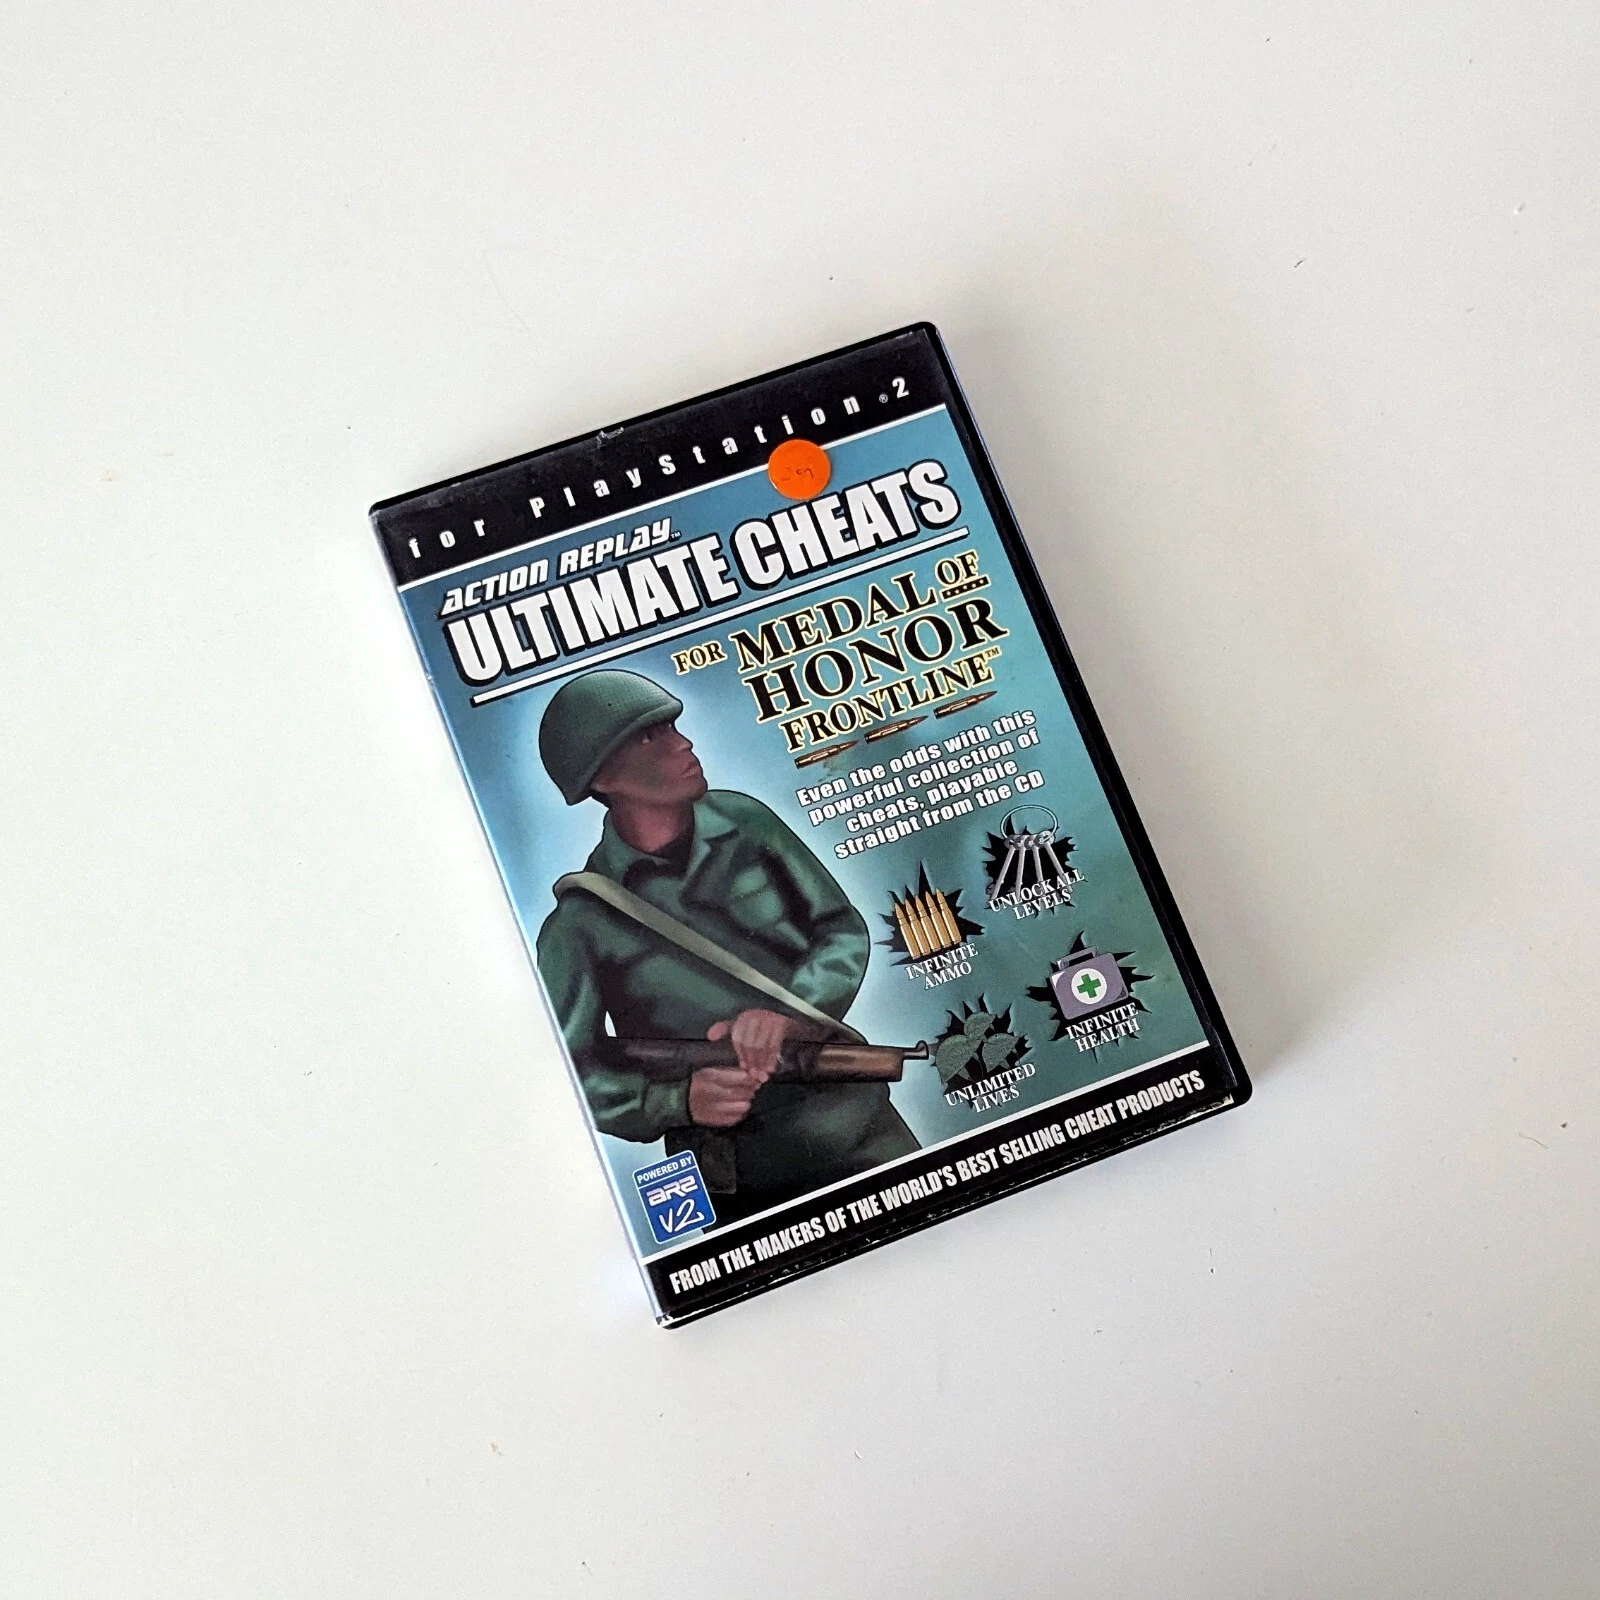 for PlayStation®2
ACTION REPLAY™
ULTIMATE CHEATS
FOR MEDAL OF
HONOR
FRONTLINE™
Even the odds with this
powerful collection of
cheats, playable
straight from the CD
UNLOCK ALL
LEVELS
INFINITE
AMMO
INFINITE
HEALTH
UNLIMITED
LIVES
POWERED BY
AR2
V2
FROM THE MAKERS OF THE WORLD'S BEST SELLING CHEAT PRODUCTS